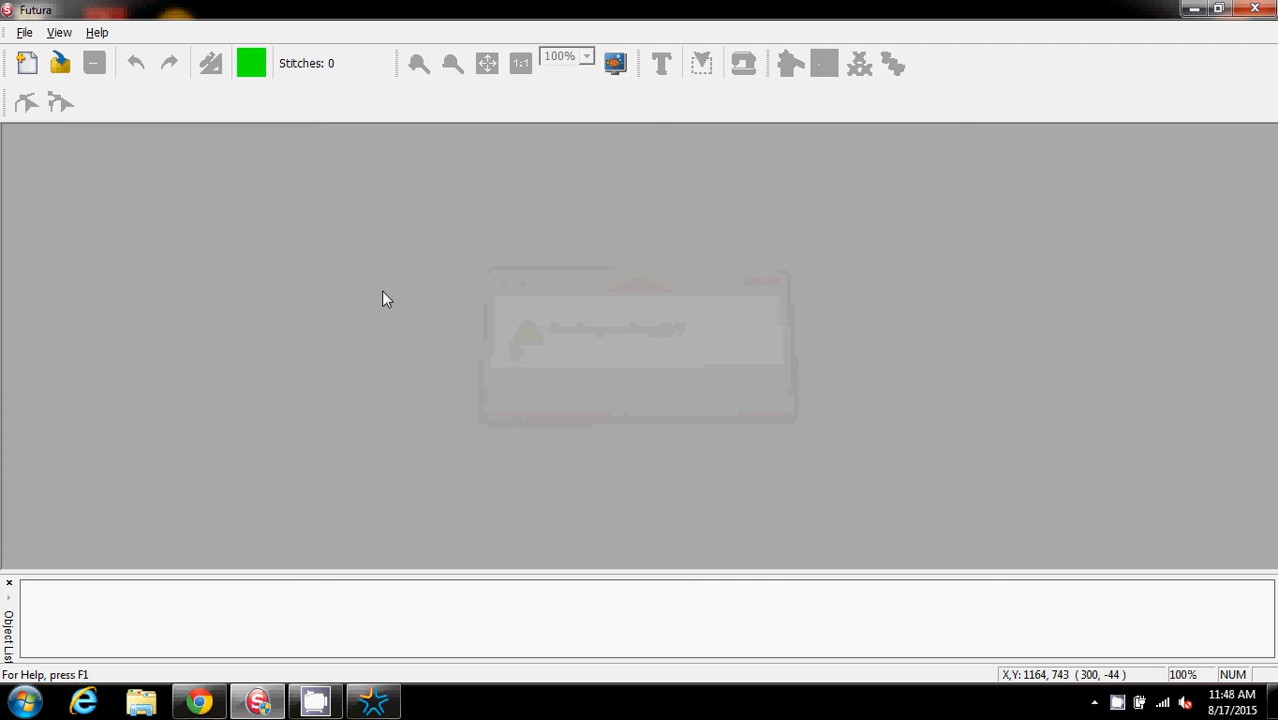 Futura
File View Help
Stitches: 0
1:1
100%
T
Object List
For Help, press F1
X,Y: 1164, 743 ( 300, -44 )
100%
NUM
11:48 AM
8/17/2015